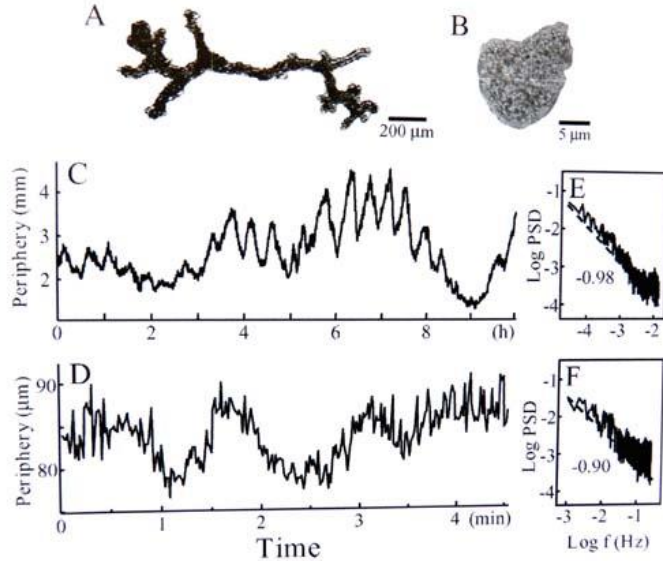 A
B
200 µm
5 µm
C
Periphery (mm)
4
3
2
0 2 4 6 8 (h)
E
Log PSD
-1
-2
-3
-4
-0.98
-4 -3 -2
D
Periphery (µm)
90
80
0 1 2 3 4 (min)
Time
F
Log PSD
-1
-2
-3
-4
-0.90
-3 -2 -1
Log f (Hz)